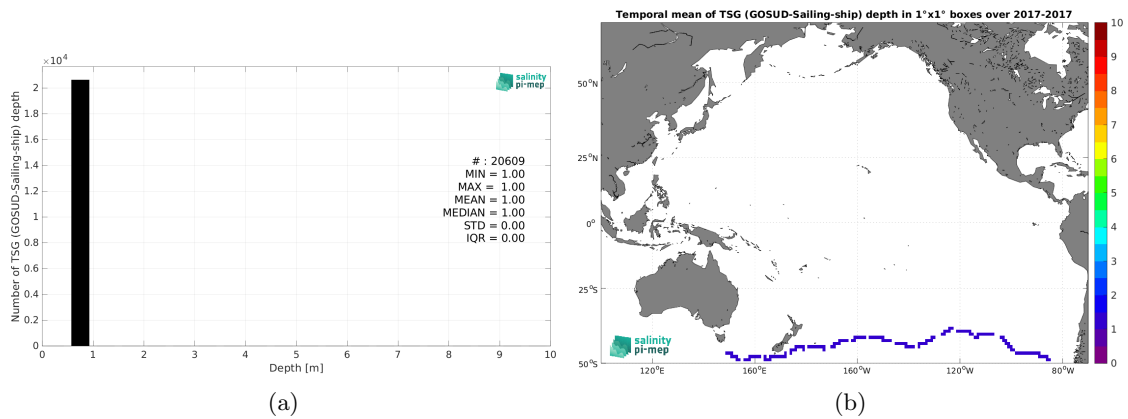 ×10⁴
2
1.8
1.6
1.4
1.2
1
0.8
0.6
0.4
0.2
0
Number of TSG (GOSUD-Sailing-ship) depth
salinity
pi-mep
# : 20609
MIN = 1.00
MAX = 1.00
MEAN = 1.00
MEDIAN = 1.00
STD = 0.00
IQR = 0.00
0 1 2 3 4 5 6 7 8 9 10
Depth [m]
(a)
Temporal mean of TSG (GOSUD-Sailing-ship) depth in 1°x1° boxes over 2017-2017
50°N
25°N
0°
25°S
50°S
salinity
pi-mep
120°E 160°E 160°W 120°W 80°W
10
9
8
7
6
5
4
3
2
1
0
(b)